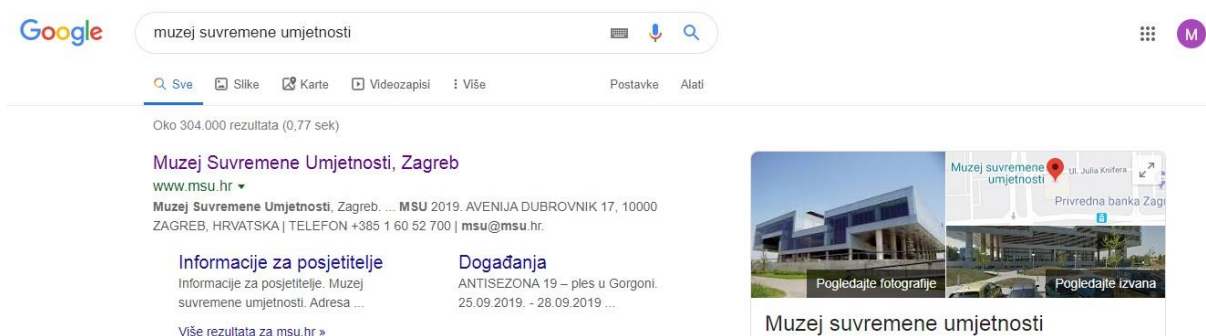 Google
muzej suvremene umjetnosti
M
Sve Slike Karte Videozapisi Više Postavke Alati
Oko 304.000 rezultata (0,77 sek)
Muzej Suvremene Umjetnosti, Zagreb
www.msu.hr
Muzej Suvremene Umjetnosti, Zagreb. ... MSU 2019. AVENIJA DUBROVNIK 17, 10000
ZAGREB, HRVATSKA | TELEFON +385 1 60 52 700 | msu@msu.hr.
Informacije za posjetitelje
Informacije za posjetitelje. Muzej
suvremene umjetnosti. Adresa ...
Događanja
ANTISEZONA 19 – ples u Gorgoni.
25.09.2019. - 28.09.2019 ...
Više rezultata za msu.hr »
Muzej suvremene
umjetnosti
Ul. Julia Knifera
Privredna banka Zagr
Pogledajte fotografije
Pogledajte izvana
Muzej suvremene umjetnosti